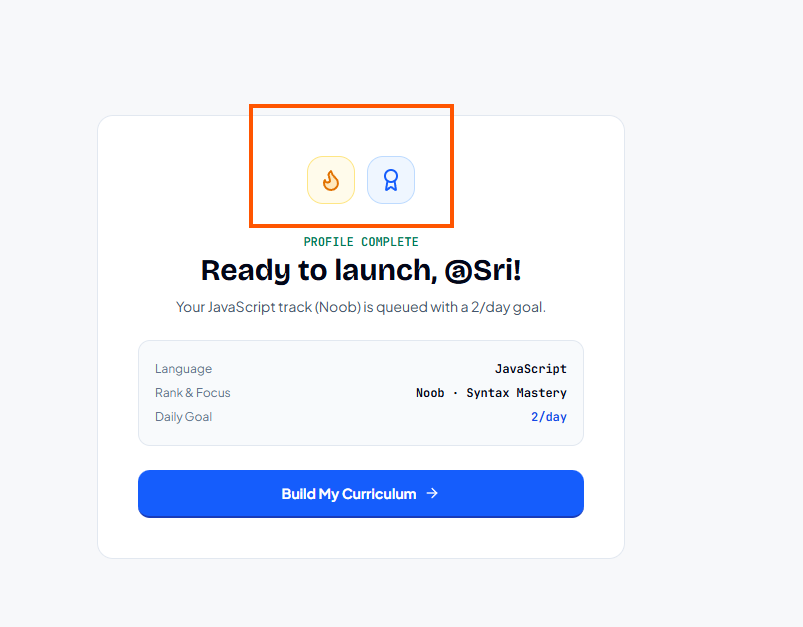 PROFILE COMPLETE
Ready to launch, @Sri!
Your JavaScript track (Noob) is queued with a 2/day goal.
Language JavaScript
Rank & Focus Noob · Syntax Mastery
Daily Goal 2/day
Build My Curriculum →